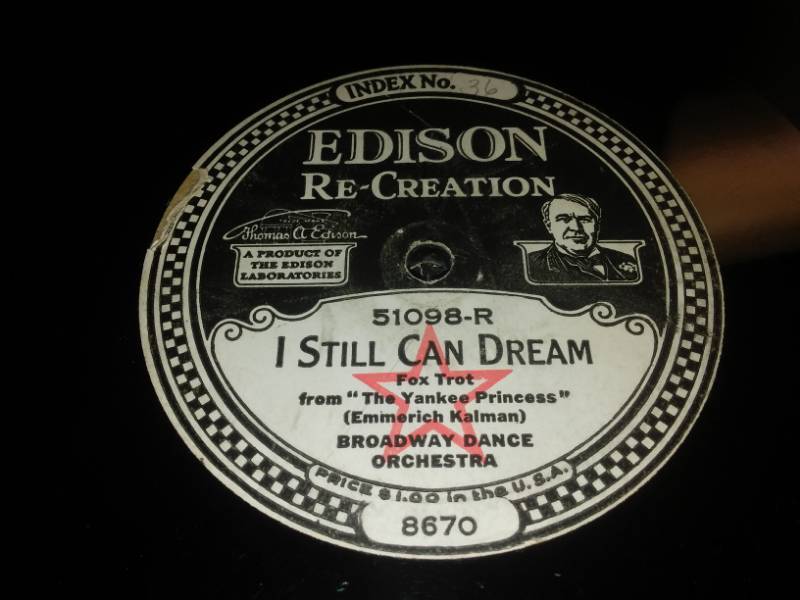 INDEX No. 36
EDISON
RE-CREATION
Thomas A Edison
A PRODUCT OF
THE EDISON
LABORATORIES
51098-R
I STILL CAN DREAM
Fox Trot
from "The Yankee Princess"
(Emmerich Kalman)
BROADWAY DANCE
ORCHESTRA
PRICE $1.00 in the U.S.A.
8670